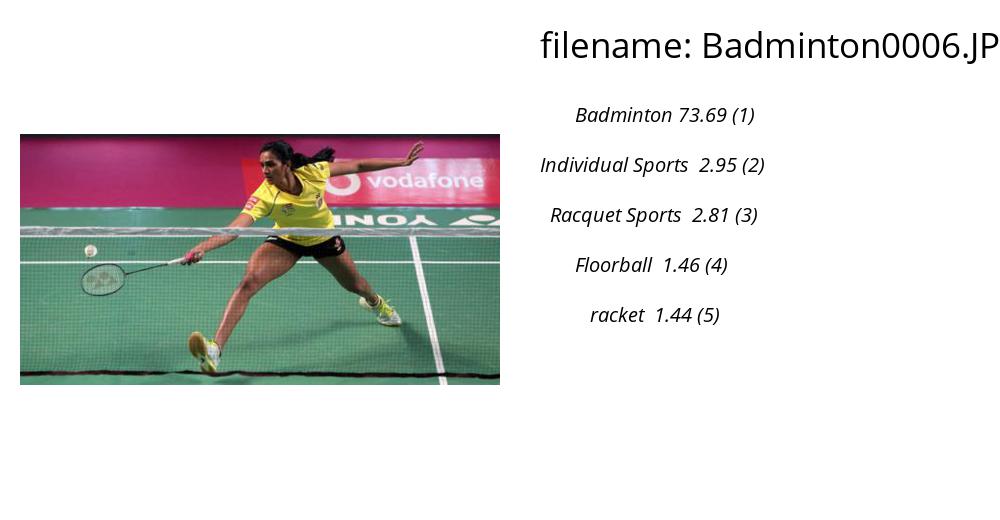 filename: Badminton0006.JP
Badminton 73.69 (1)
Individual Sports 2.95 (2)
Racquet Sports 2.81 (3)
Floorball 1.46 (4)
racket 1.44 (5)
vodafone
YONE